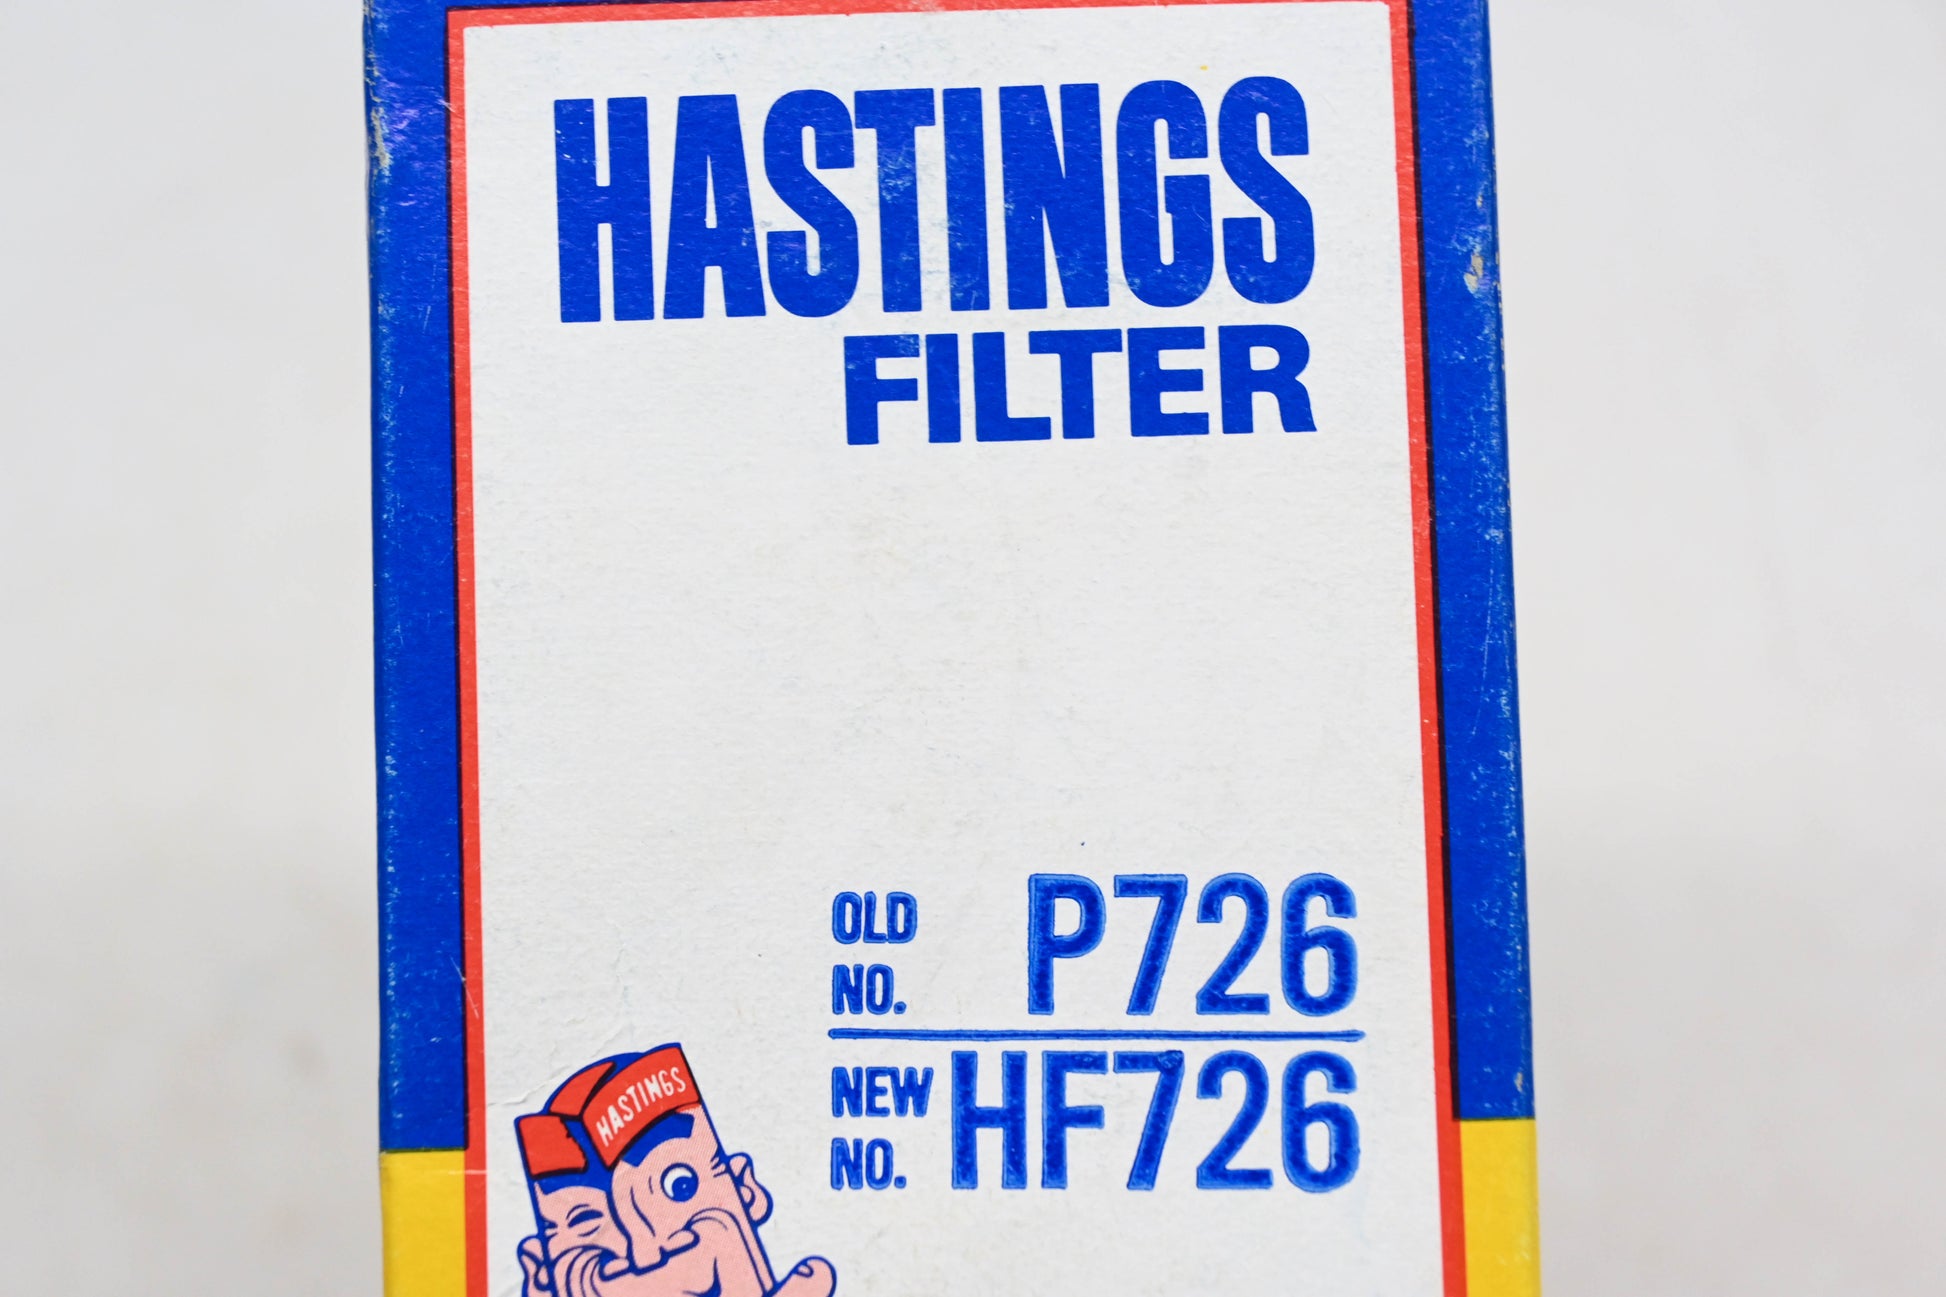 HASTINGS
FILTER
OLD NO. P726
NEW NO. HF726
HASTINGS